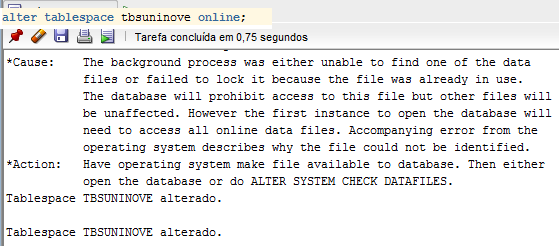 alter tablespace tbsuninove online;
Tarefa concluída em 0,75 segundos
*Cause: The background process was either unable to find one of the data
files or failed to lock it because the file was already in use.
The database will prohibit access to this file but other files will
be unaffected. However the first instance to open the database will
need to access all online data files. Accompanying error from the
operating system describes why the file could not be identified.
*Action: Have operating system make file available to database. Then either
open the database or do ALTER SYSTEM CHECK DATAFILES.
Tablespace TBSUNINOVE alterado.
Tablespace TBSUNINOVE alterado.